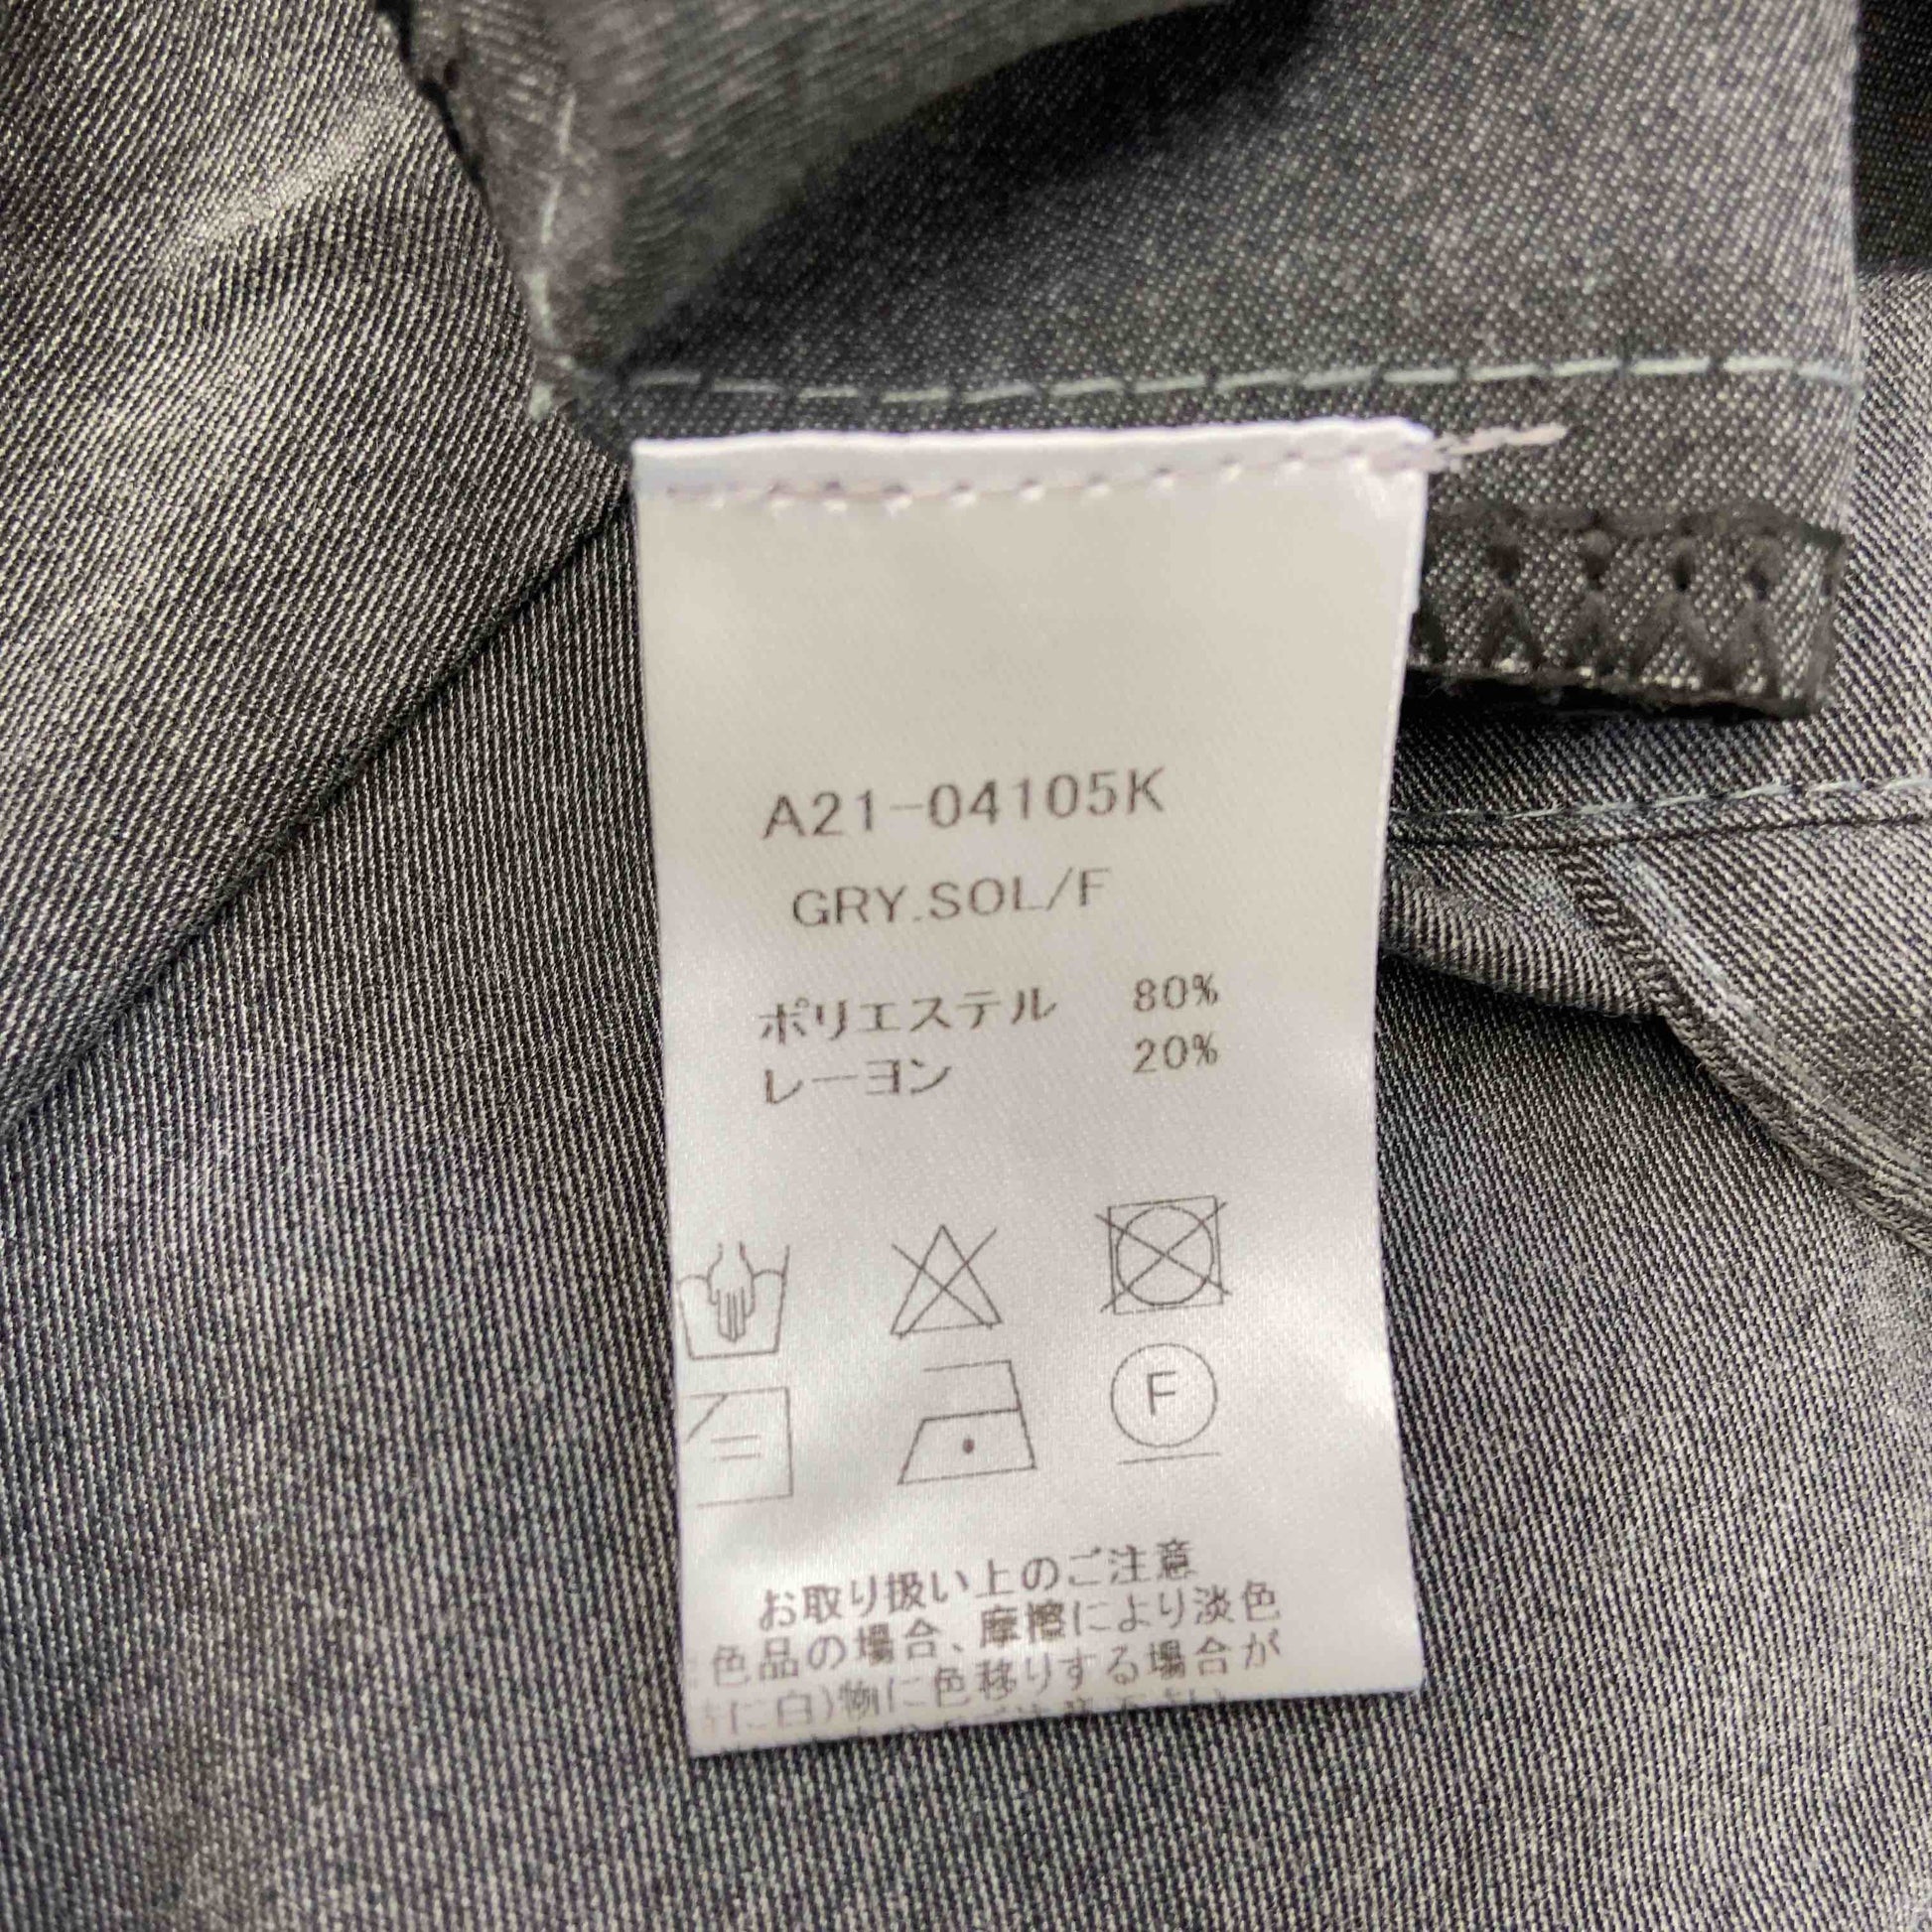 A21-04105K
GRY.SOL/F
ポリエステル 80%
レーヨン 20%
F
お取り扱い上のご注意
色品の場合、摩擦により淡色
に白)物に色移りする場合が